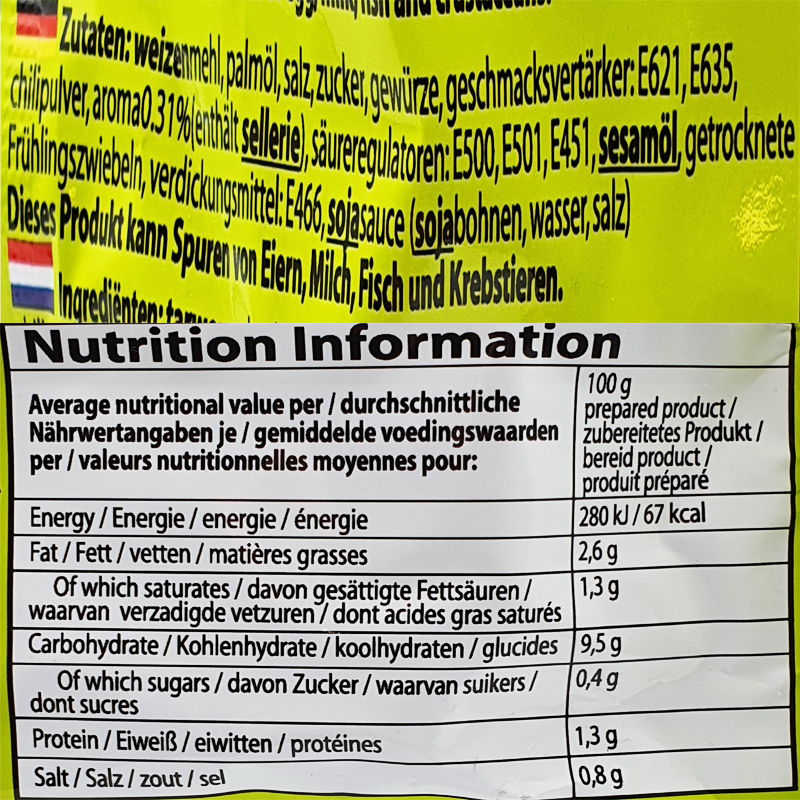 fish and crustaceans.
Zutaten: weizenmehl, palmöl, salz, zucker, gewürze, geschmacksvertärker: E621, E635,
chilipulver, aroma0.31%(enthält sellerie), säureregulatoren: E500, E501, E451, sesamöl, getrocknete
Frühlingszwiebeln, verdickungsmittel: E466, sojasauce (sojabohnen, wasser, salz)
Dieses Produkt kann Spuren von Eiern, Milch, Fisch und Krebstieren.
Ingrediënten:
Nutrition Information
Average nutritional value per / durchschnittliche
Nährwertangaben je / gemiddelde voedingswaarden
per / valeurs nutritionnelles moyennes pour:
100 g
prepared product /
zubereitetes Produkt /
bereid product /
produit préparé
Energy / Energie / energie / énergie 280 kJ / 67 kcal
Fat / Fett / vetten / matières grasses 2,6 g
Of which saturates / davon gesättigte Fettsäuren / 1,3 g
waarvan verzadigde vetzuren / dont acides gras saturés
Carbohydrate / Kohlenhydrate / koolhydraten / glucides 9,5 g
Of which sugars / davon Zucker / waarvan suikers / 0,4 g
dont sucres
Protein / Eiweiß / eiwitten / protéines 1,3 g
Salt / Salz / zout / sel 0,8 g